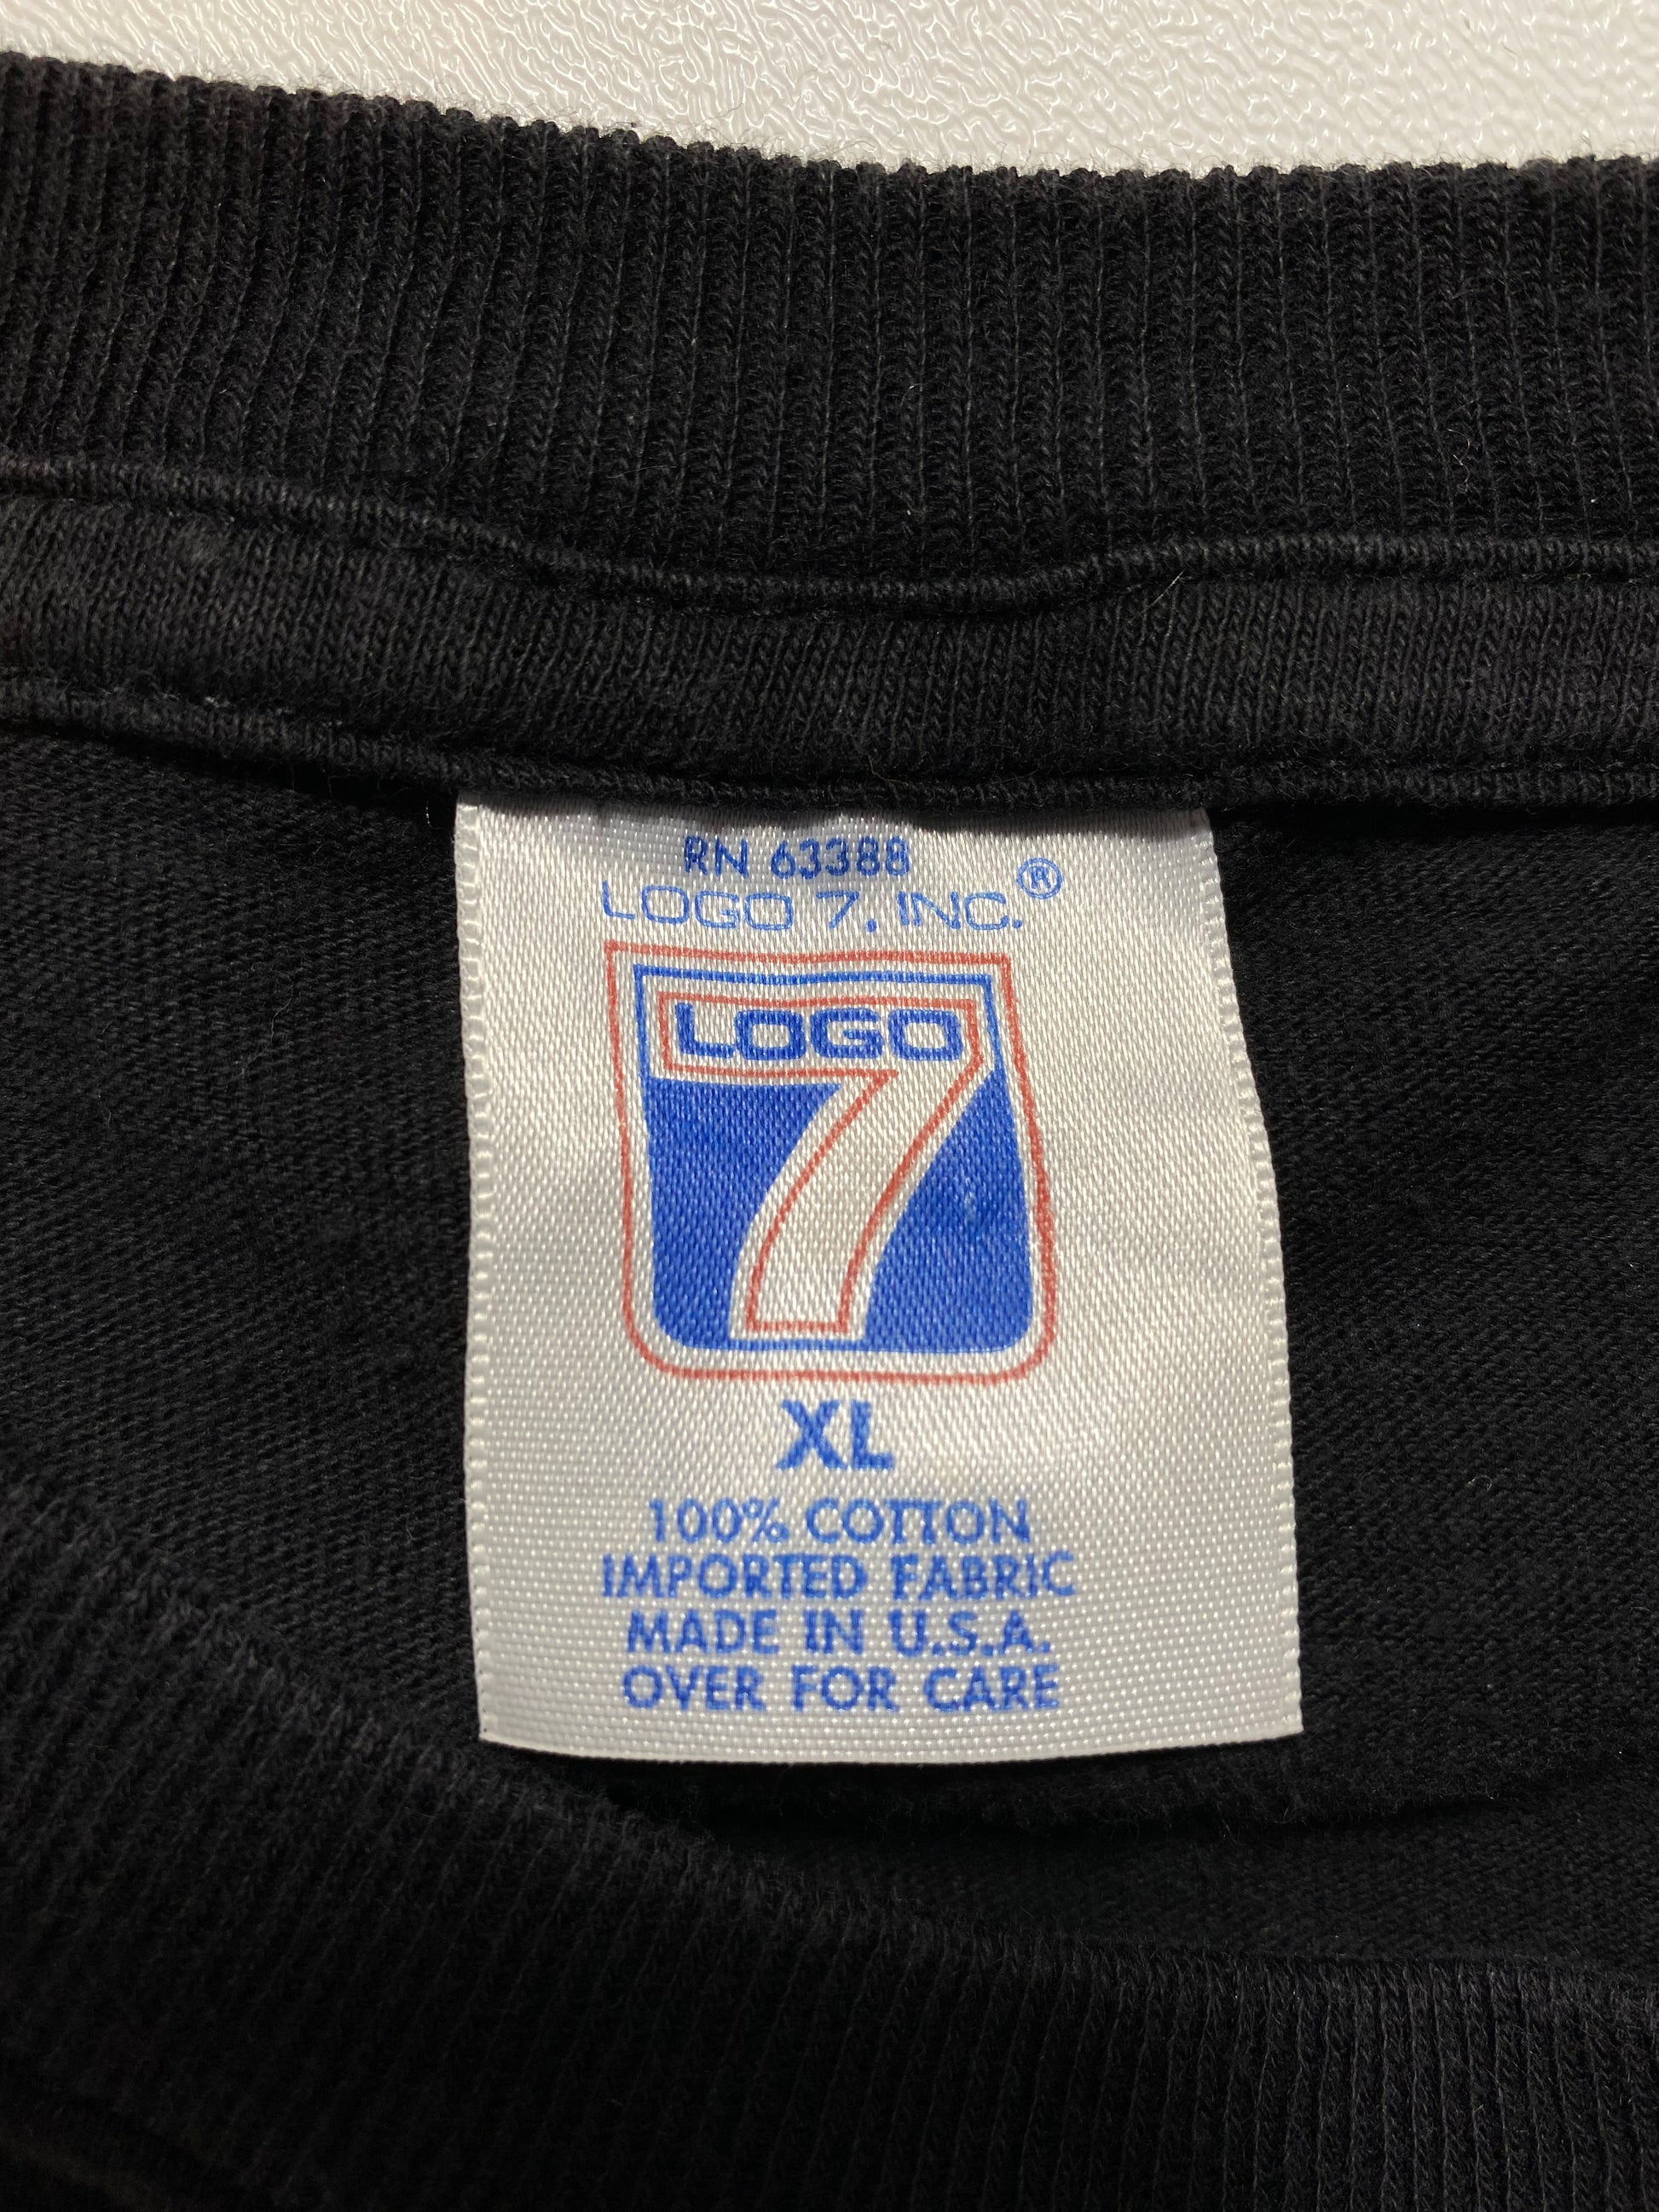 RN 63388
LOGO 7, INC.®
LOGO
7
XL
100% COTTON
IMPORTED FABRIC
MADE IN U.S.A.
OVER FOR CARE